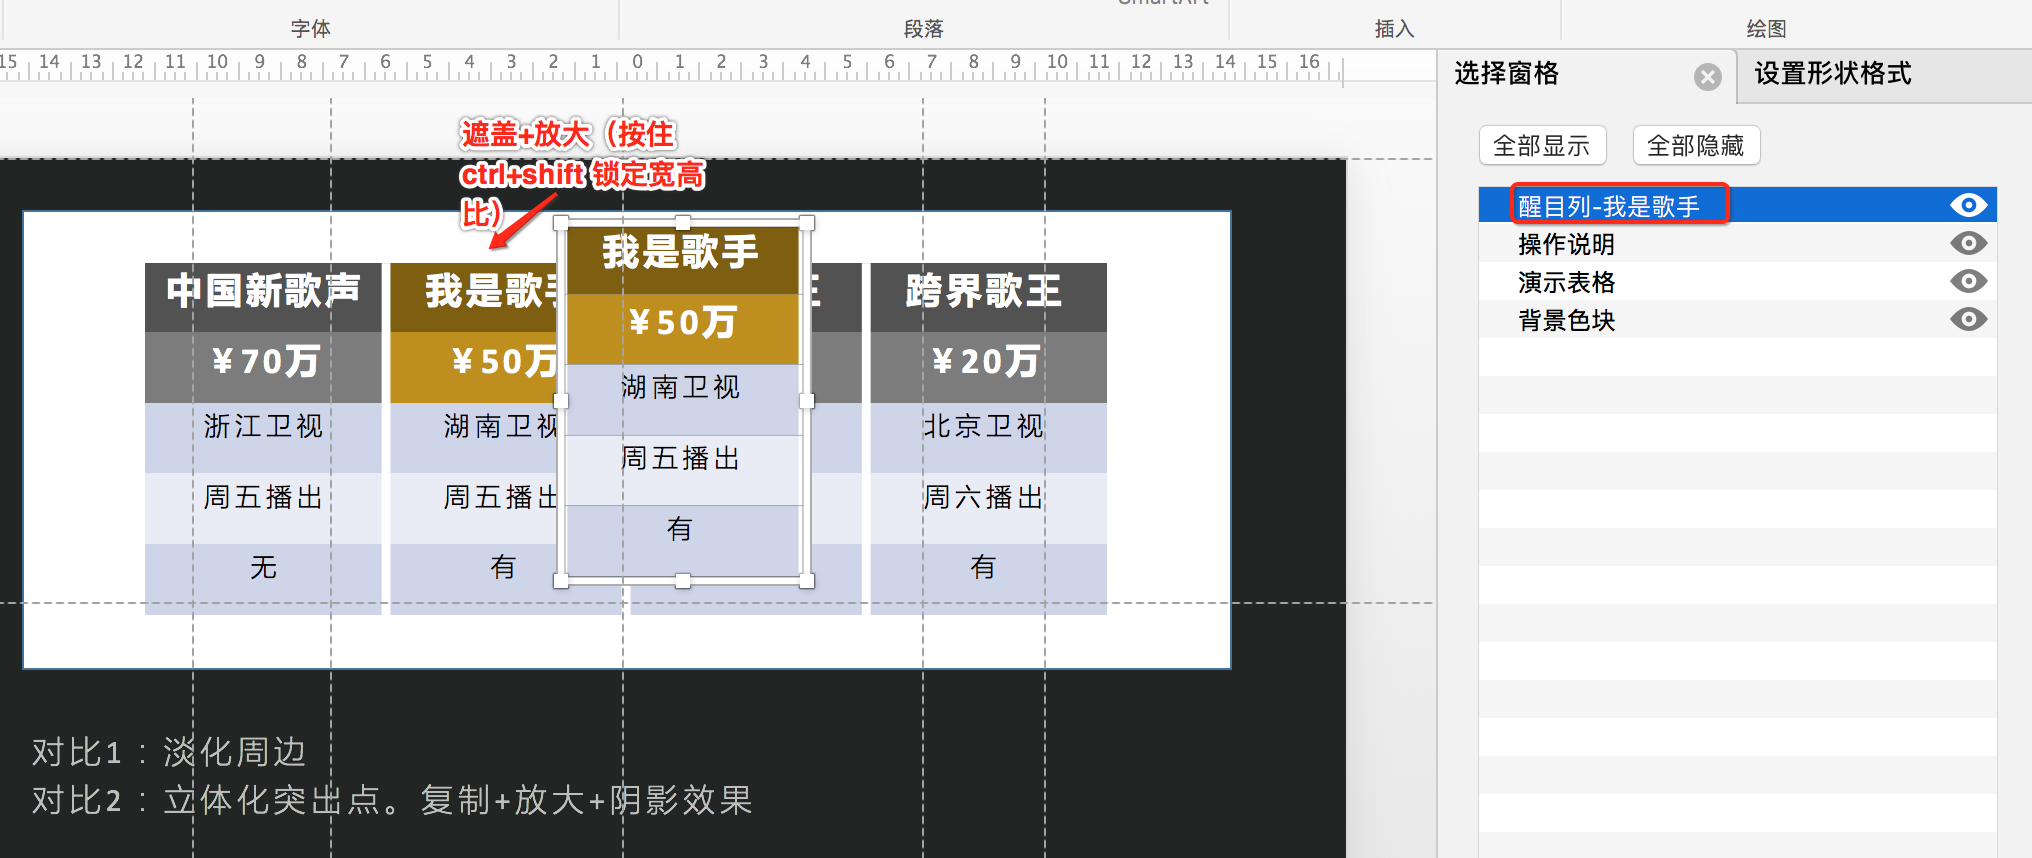 SmartArt
字体
段落
插入
绘图
15 14 13 12 11 10 9 8 7 6 5 4 3 2 1 0 1 2 3 4 5 6 7 8 9 10 11 12 13 14 15 16
选择窗格
设置形状格式
全部显示
全部隐藏
醒目列-我是歌手
操作说明
演示表格
背景色块
遮盖+放大（按住
ctrl+shift 锁定宽高
比）
中国新歌声
¥70万
浙江卫视
周五播出
无
我是歌手
¥50万
湖南卫视
周五播出
有
我是歌手
¥50万
湖南卫视
周五播出
有
王
跨界歌王
¥20万
北京卫视
周六播出
有
对比1：淡化周边
对比2：立体化突出点。复制+放大+阴影效果